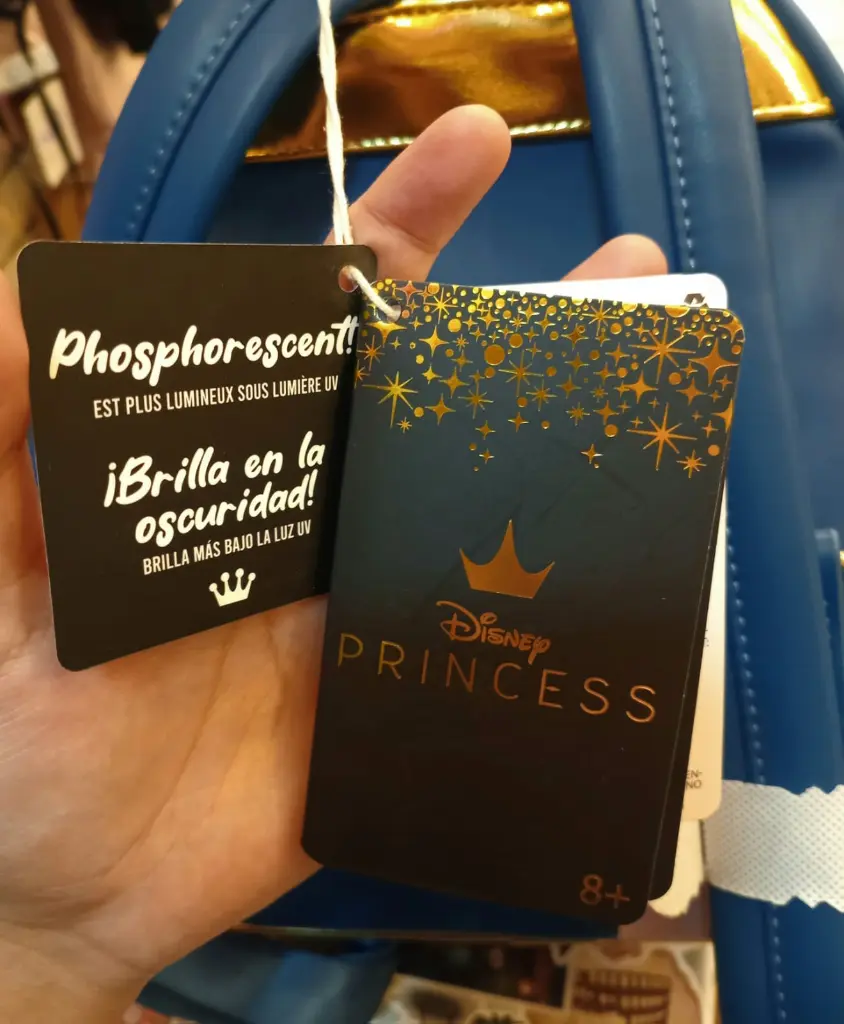 Phosphorescent!
EST PLUS LUMINEUX SOUS LUMIÈRE UV
¡Brilla en la
oscuridad!
BRILLA MÁS BAJO LA LUZ UV
Disney
PRINCESS
8+